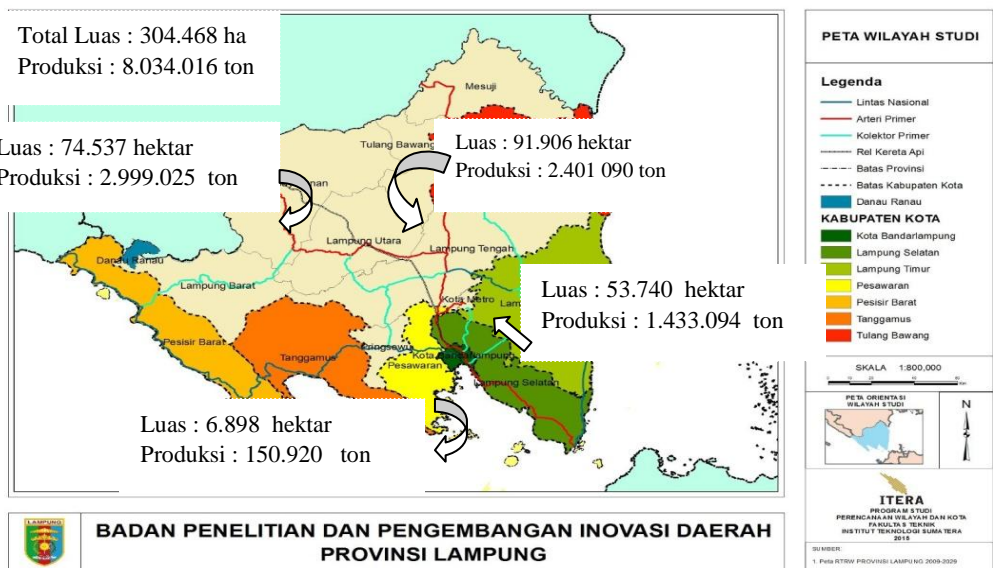 Total Luas : 304.468 ha
Produksi : 8.034.016 ton
Luas : 74.537 hektar
Produksi : 2.999.025 ton
Luas : 91.906 hektar
Produksi : 2.401 090 ton
Luas : 53.740 hektar
Produksi : 1.433.094 ton
Luas : 6.898 hektar
Produksi : 150.920 ton
Mesuji
Tulang Bawang
Lampung Utara
Lampung Tengah
Danau Ranau
Lampung Barat
Kota Metro
Pesisir Barat
Tanggamus
Kota Bandarlampung
Pesawaran
Lampung Selatan
PETA WILAYAH STUDI
Legenda
Lintas Nasional
Arteri Primer
Kolektor Primer
Rel Kereta Api
Batas Provinsi
Batas Kabupaten Kota
Danau Ranau
KABUPATEN KOTA
Kota Bandarlampung
Lampung Selatan
Lampung Timur
Pesawaran
Pesisir Barat
Tanggamus
Tulang Bawang
SKALA 1:800,000
PETA ORIENTASI
WILAYAH STUDI
N
ITERA
PROGRAM STUDI
PERENCANAAN WILAYAH DAN KOTA
FAKULTAS TEKNIK
INSTITUT TEKNOLOGI SUMATERA
2018
SUMBER:
1. Peta RTRW PROVINSI LAMPUNG 2009-2029
LAMPUNG
BADAN PENELITIAN DAN PENGEMBANGAN INOVASI DAERAH
PROVINSI LAMPUNG